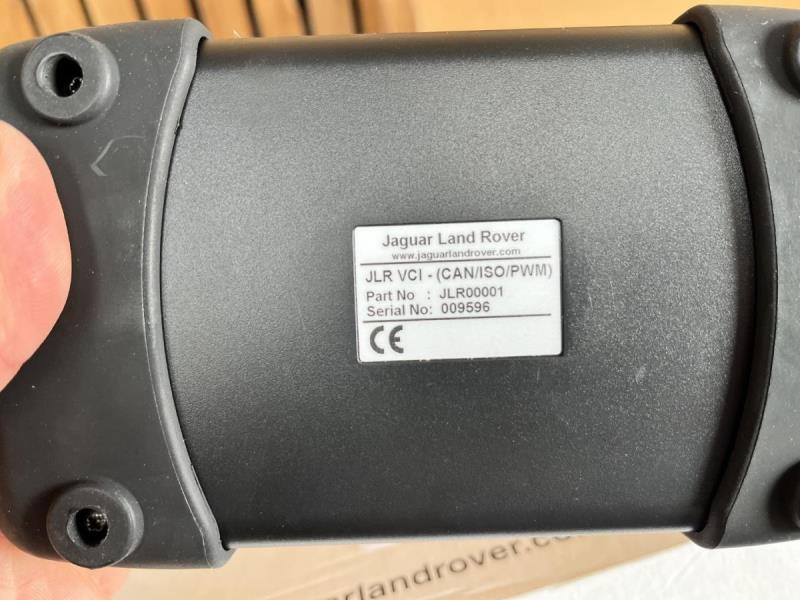 Jaguar Land Rover
www.jaguarlandrover.com
JLR VCI - (CAN/ISO/PWM)
Part No : JLR00001
Serial No: 009596
CE
uarlandrover.co